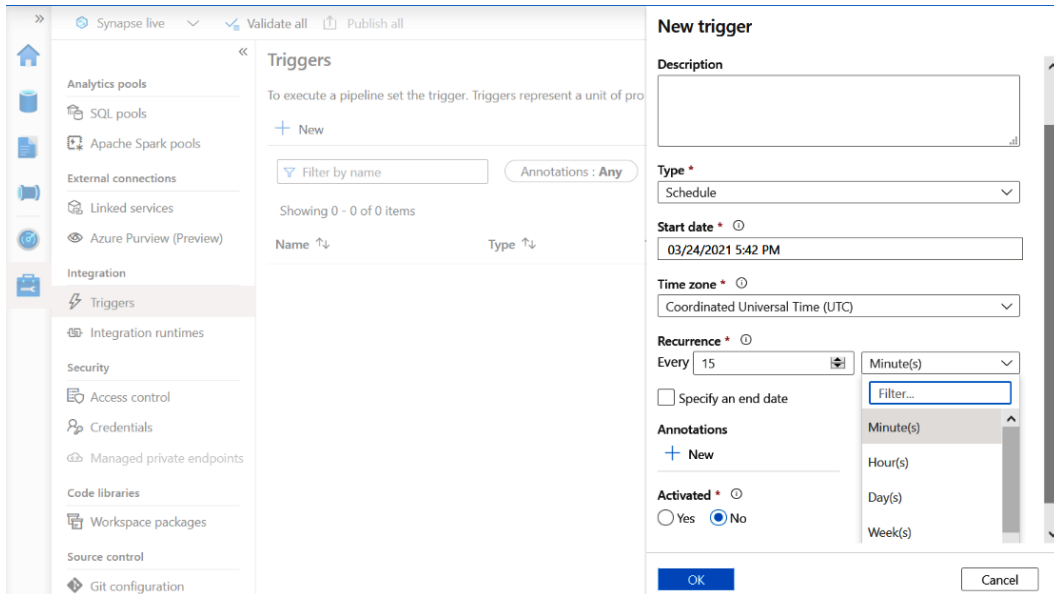 Synapse live
Validate all
Publish all
Analytics pools
SQL pools
Apache Spark pools
External connections
Linked services
Azure Purview (Preview)
Integration
Triggers
Integration runtimes
Security
Access control
Credentials
Managed private endpoints
Code libraries
Workspace packages
Source control
Git configuration
Triggers
To execute a pipeline set the trigger. Triggers represent a unit of pro
New
Filter by name
Annotations : Any
Showing 0 - 0 of 0 items
Name
Type
New trigger
Description
Type *
Schedule
Start date *
03/24/2021 5:42 PM
Time zone *
Coordinated Universal Time (UTC)
Recurrence *
Every 15 Minute(s)
Filter...
Minute(s)
Hour(s)
Day(s)
Week(s)
Specify an end date
Annotations
New
Activated *
Yes No
OK
Cancel